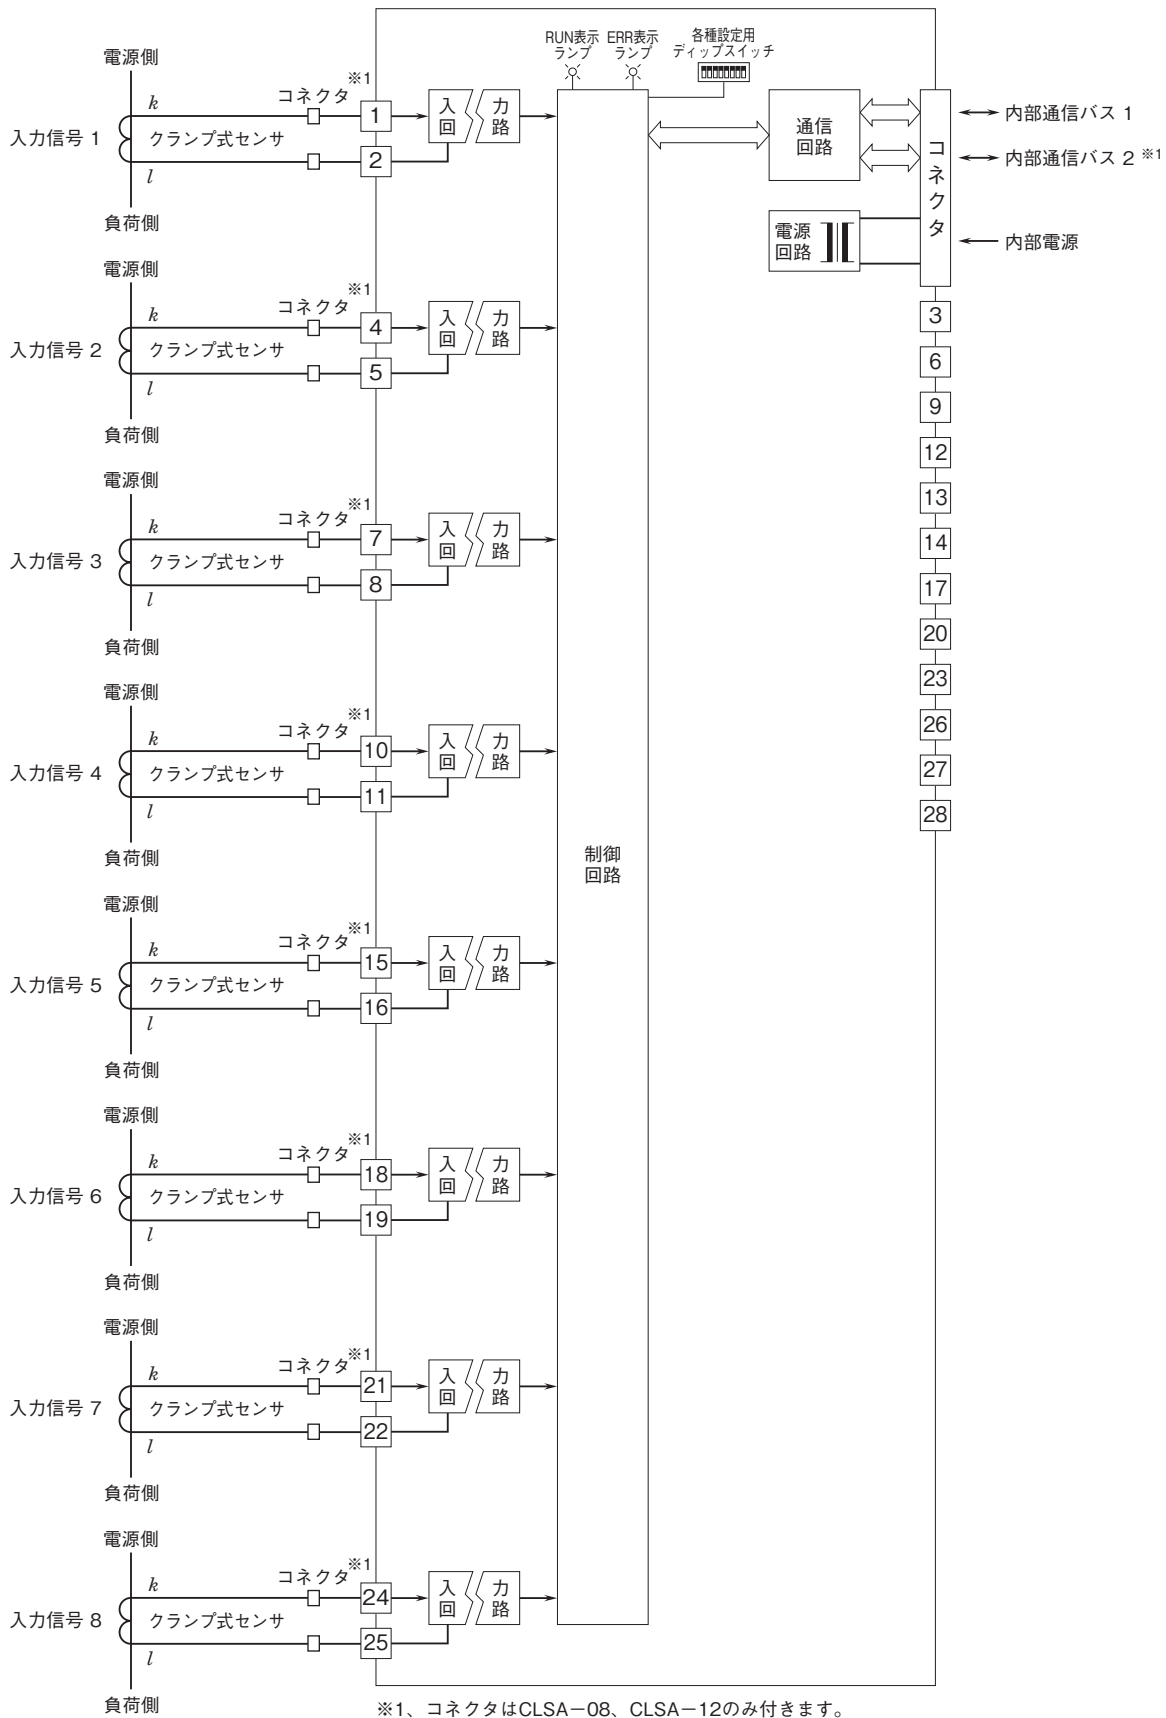 RUN表示
ランプ
ERR表示
ランプ
各種設定用
ディップスイッチ
電源側
k
コネクタ ※1
1
入力信号 1
クランプ式センサ
2
l
負荷側
入 力
回 路
通信
回路
コネクタ
内部通信バス 1
内部通信バス 2 ※1
電源
回路
内部電源
電源側
k
コネクタ ※1
4
入力信号 2
クランプ式センサ
5
l
負荷側
入 力
回 路
3
6
9
12
13
14
17
20
23
26
27
28
電源側
k
コネクタ ※1
7
入力信号 3
クランプ式センサ
8
l
負荷側
入 力
回 路
電源側
k
コネクタ ※1
10
入力信号 4
クランプ式センサ
11
l
負荷側
入 力
回 路
制御
回路
電源側
k
コネクタ ※1
15
入力信号 5
クランプ式センサ
16
l
負荷側
入 力
回 路
電源側
k
コネクタ ※1
18
入力信号 6
クランプ式センサ
19
l
負荷側
入 力
回 路
電源側
k
コネクタ ※1
21
入力信号 7
クランプ式センサ
22
l
負荷側
入 力
回 路
電源側
k
コネクタ ※1
24
入力信号 8
クランプ式センサ
25
l
負荷側
入 力
回 路
※1、コネクタはCLSA－08、CLSA－12のみ付きます。